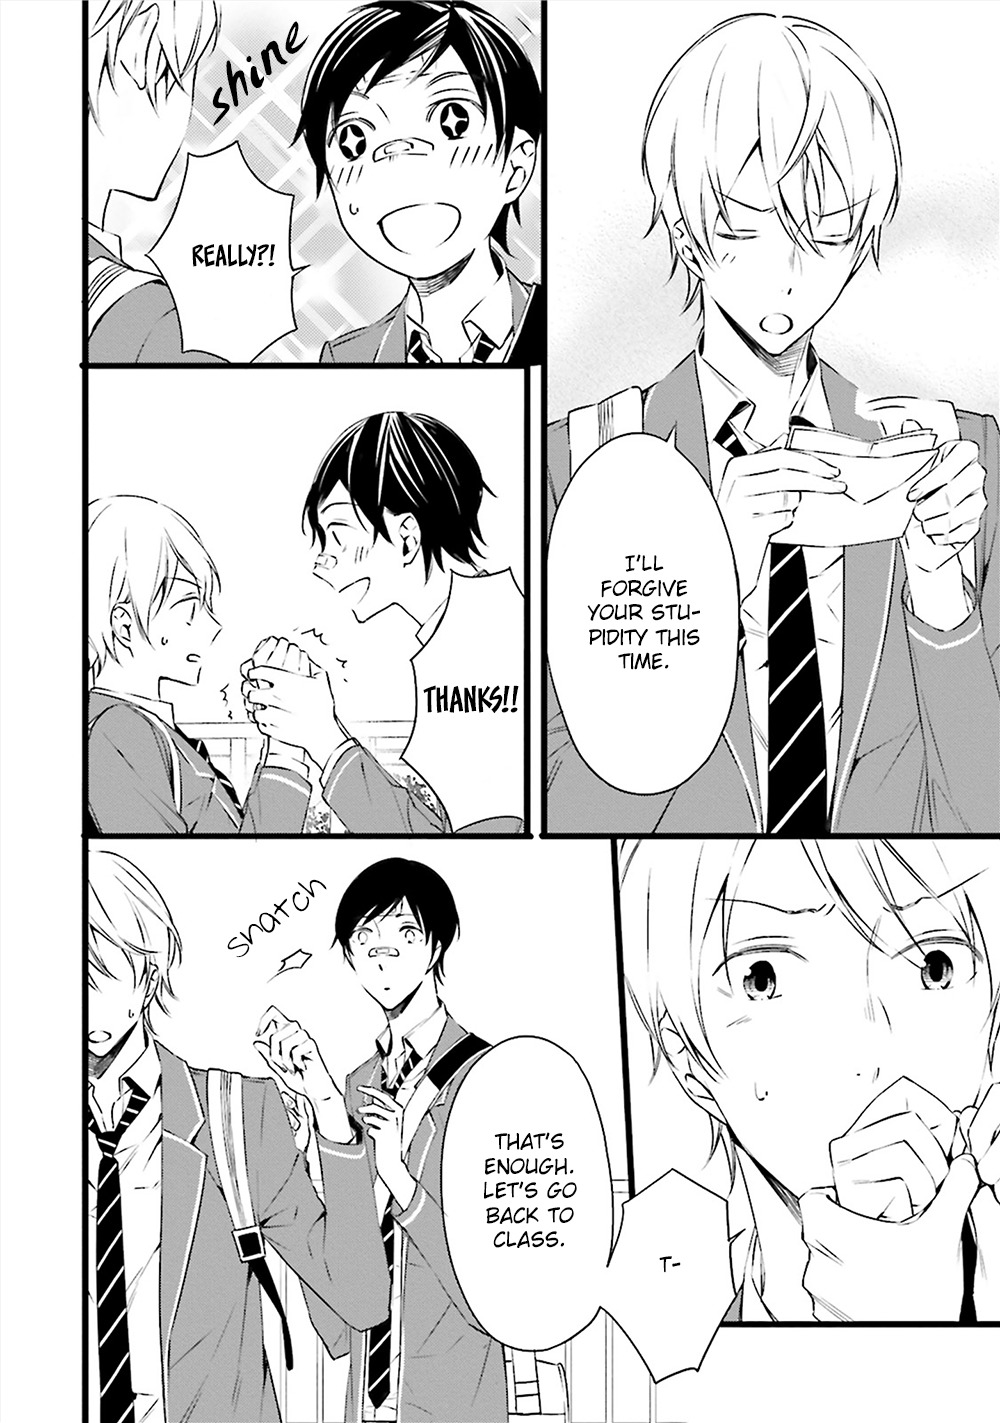 I'LL
FORGIVE
YOUR STU-
PIDITY THIS
TIME.
shine
REALLY?!
THANKS!!
T-
THAT'S
ENOUGH.
LET'S GO
BACK TO
CLASS.
snatch